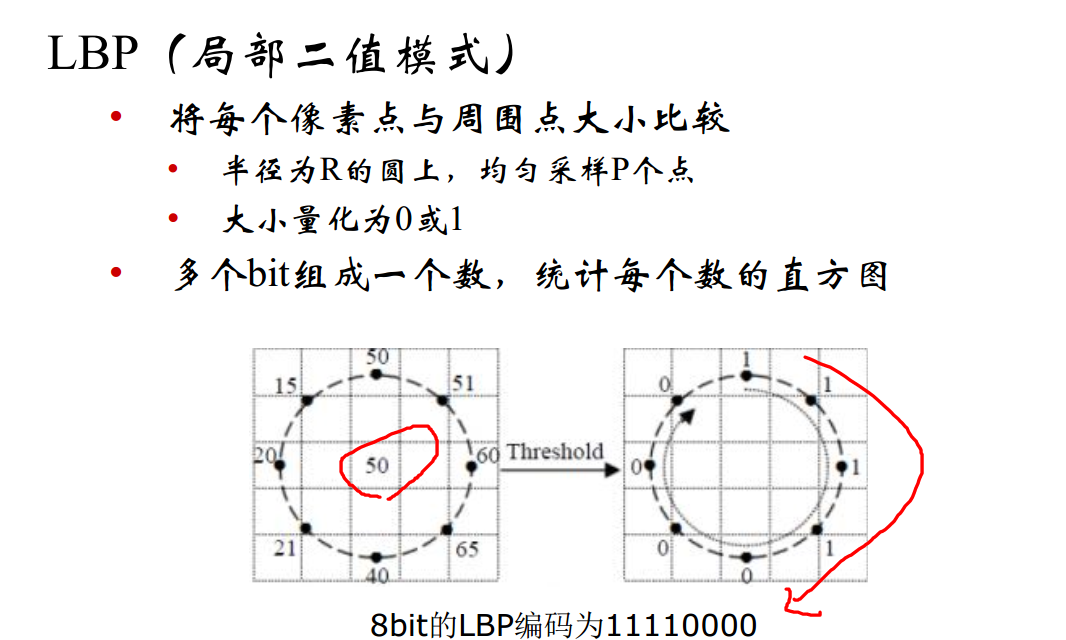 LBP（局部二值模式）
将每个像素点与周围点大小比较
半径为R的圆上，均匀采样P个点
大小量化为0或1
多个bit组成一个数，统计每个数的直方图
50
1
15
51
0
1
20
50
60
Threshold
0
1
21
65
0
1
40
0
8bit的LBP编码为11110000